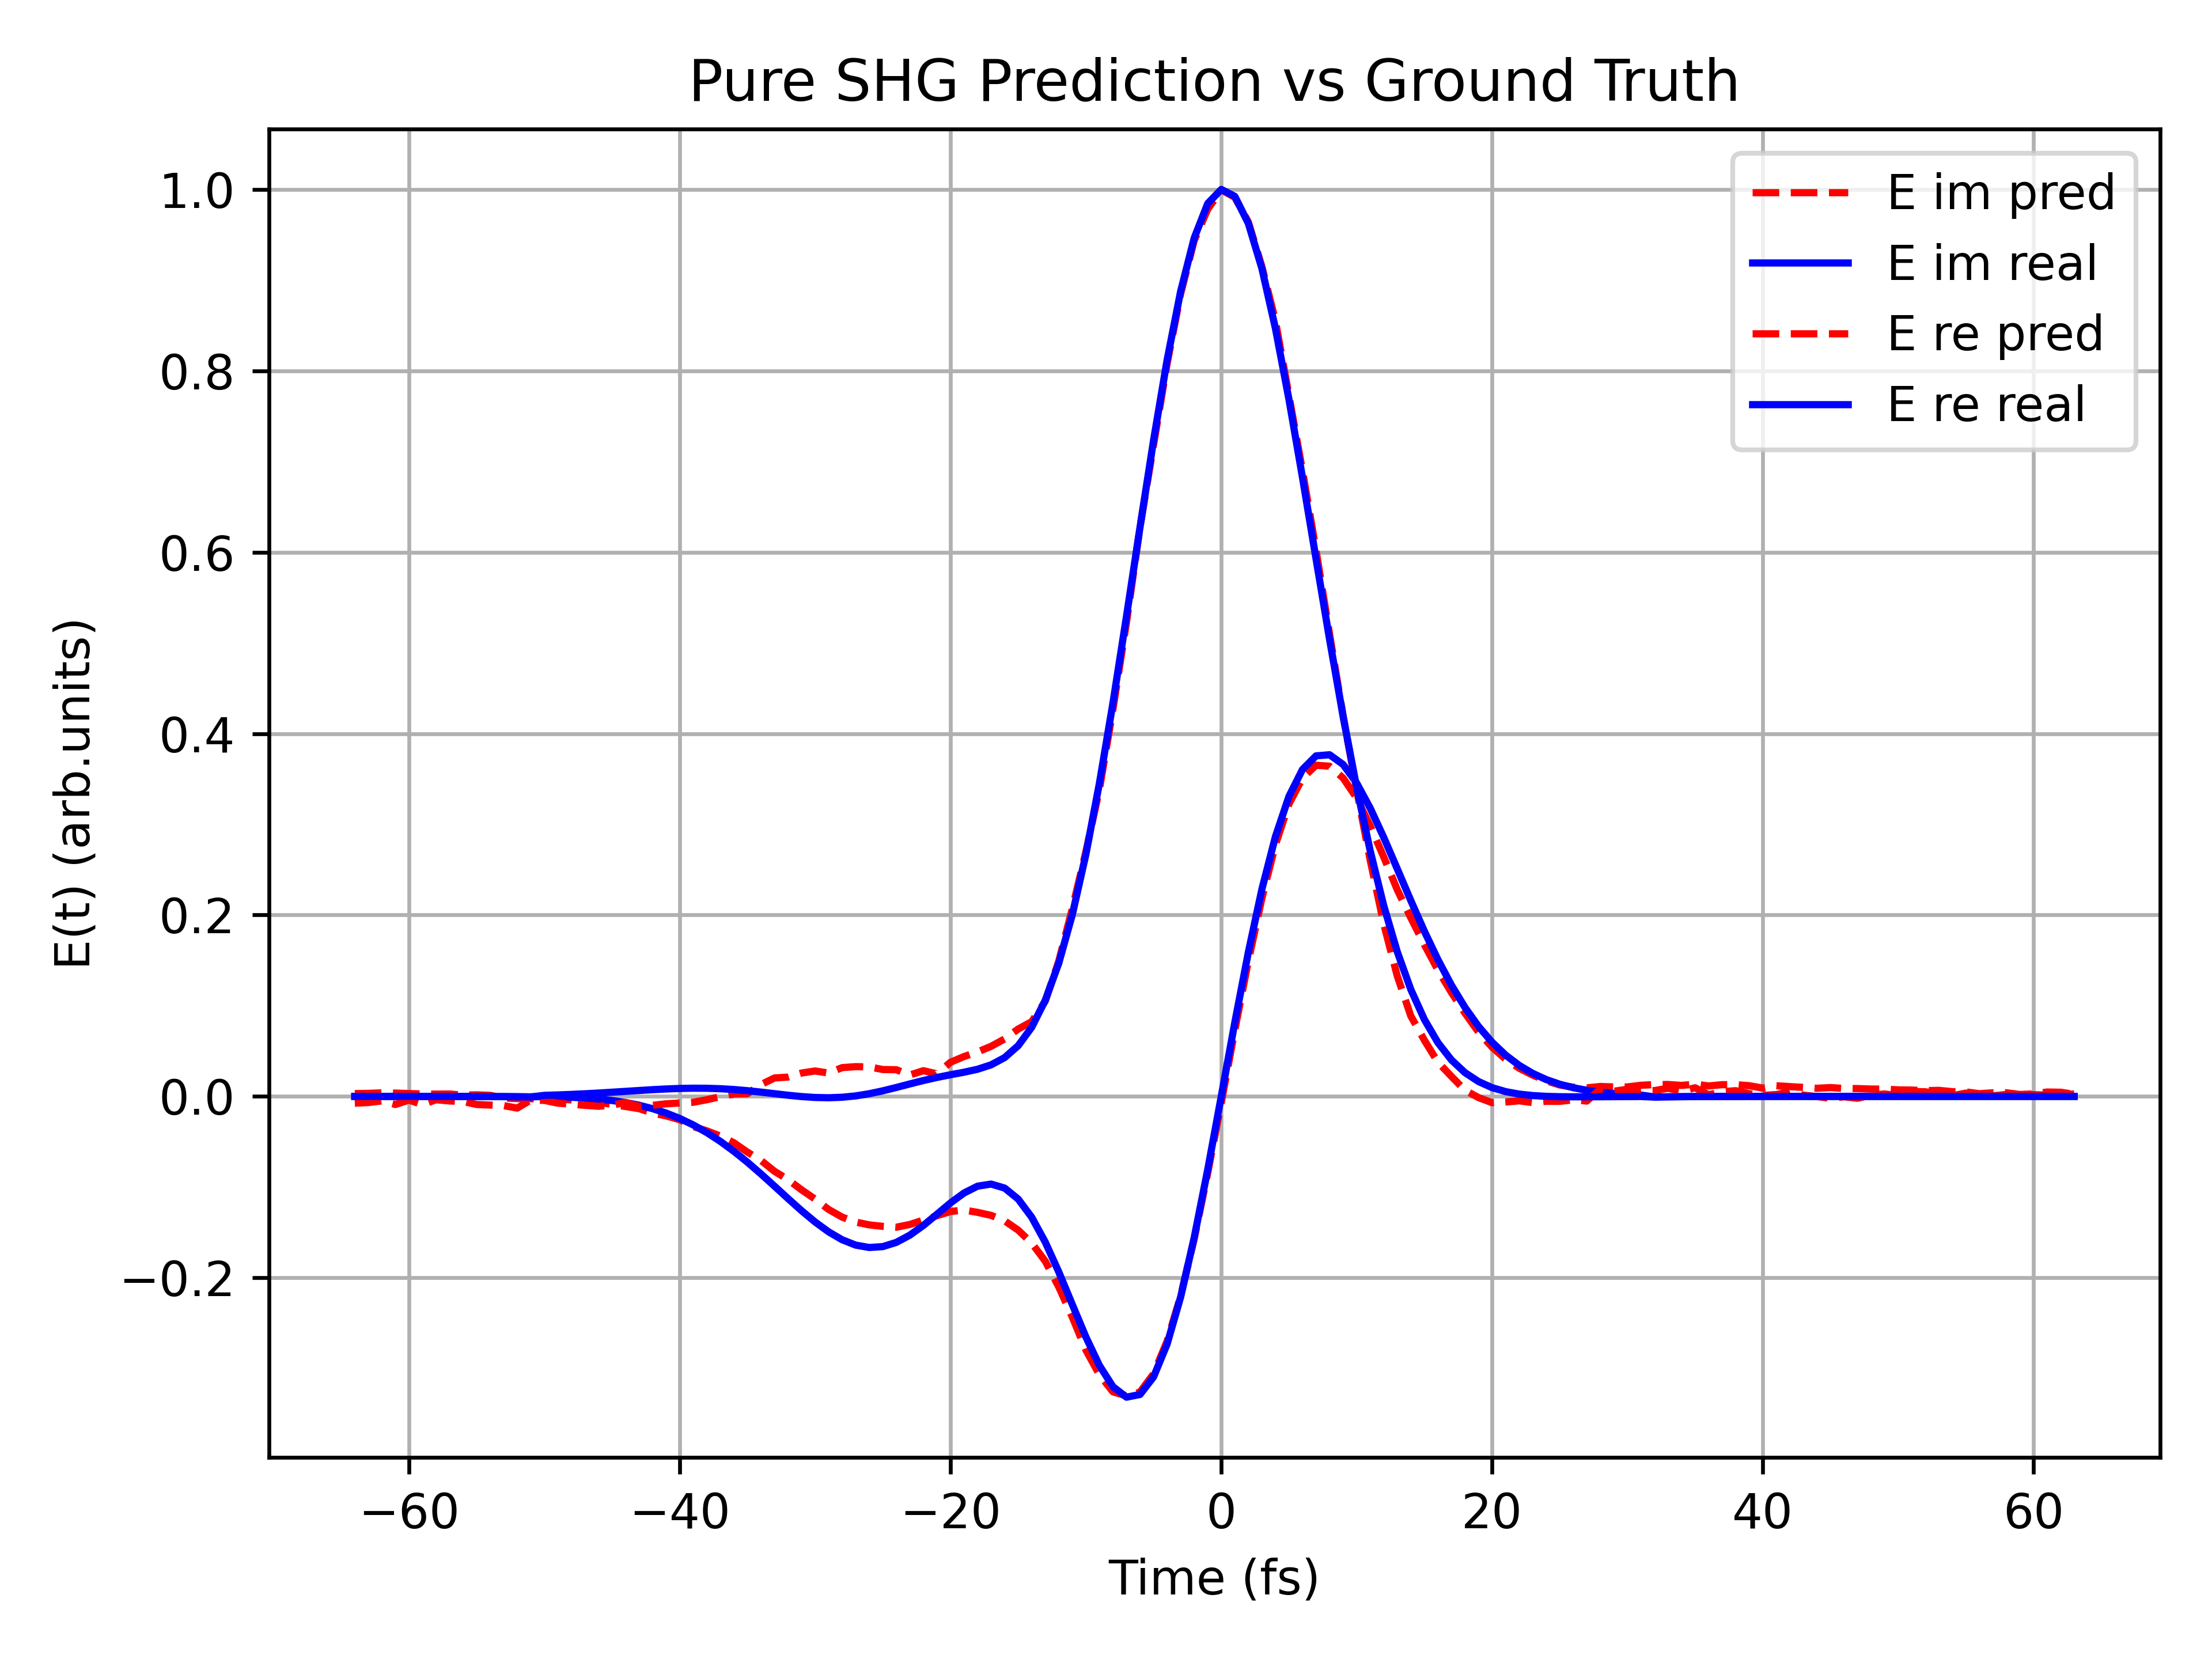 Pure SHG Prediction vs Ground Truth
E im pred
E im real
E re pred
E re real
1.0
0.8
0.6
0.4
0.2
0.0
−0.2
E(t) (arb.units)
−60 −40 −20 0 20 40 60
Time (fs)